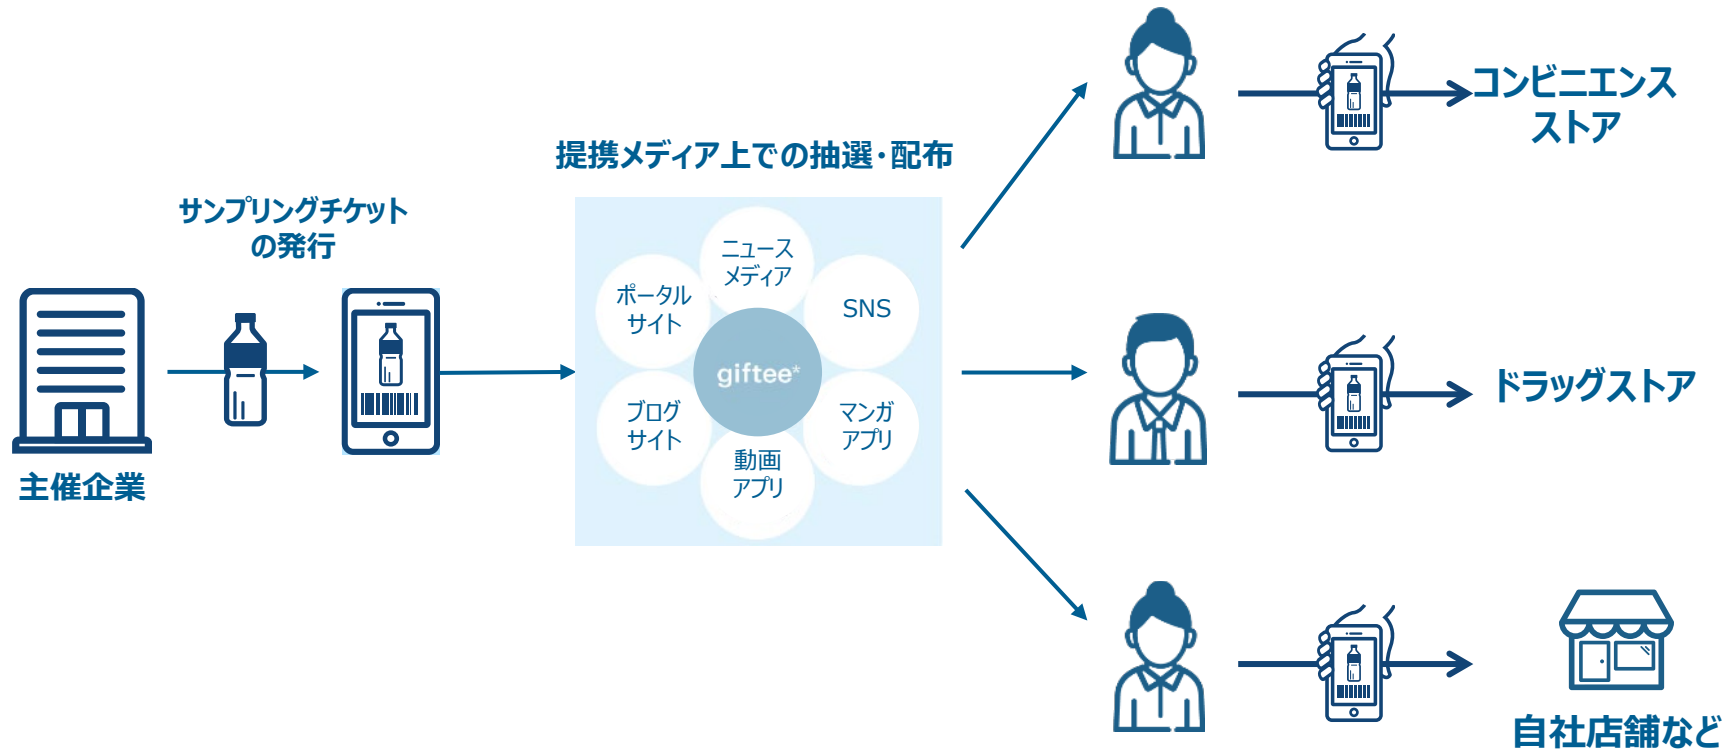 主催企業
サンプリングチケット
の発行
提携メディア上での抽選・配布
ニュース
メディア
ポータル
サイト
SNS
giftee*
ブログ
サイト
マンガ
アプリ
動画
アプリ
コンビニエンス
ストア
ドラッグストア
自社店舗など